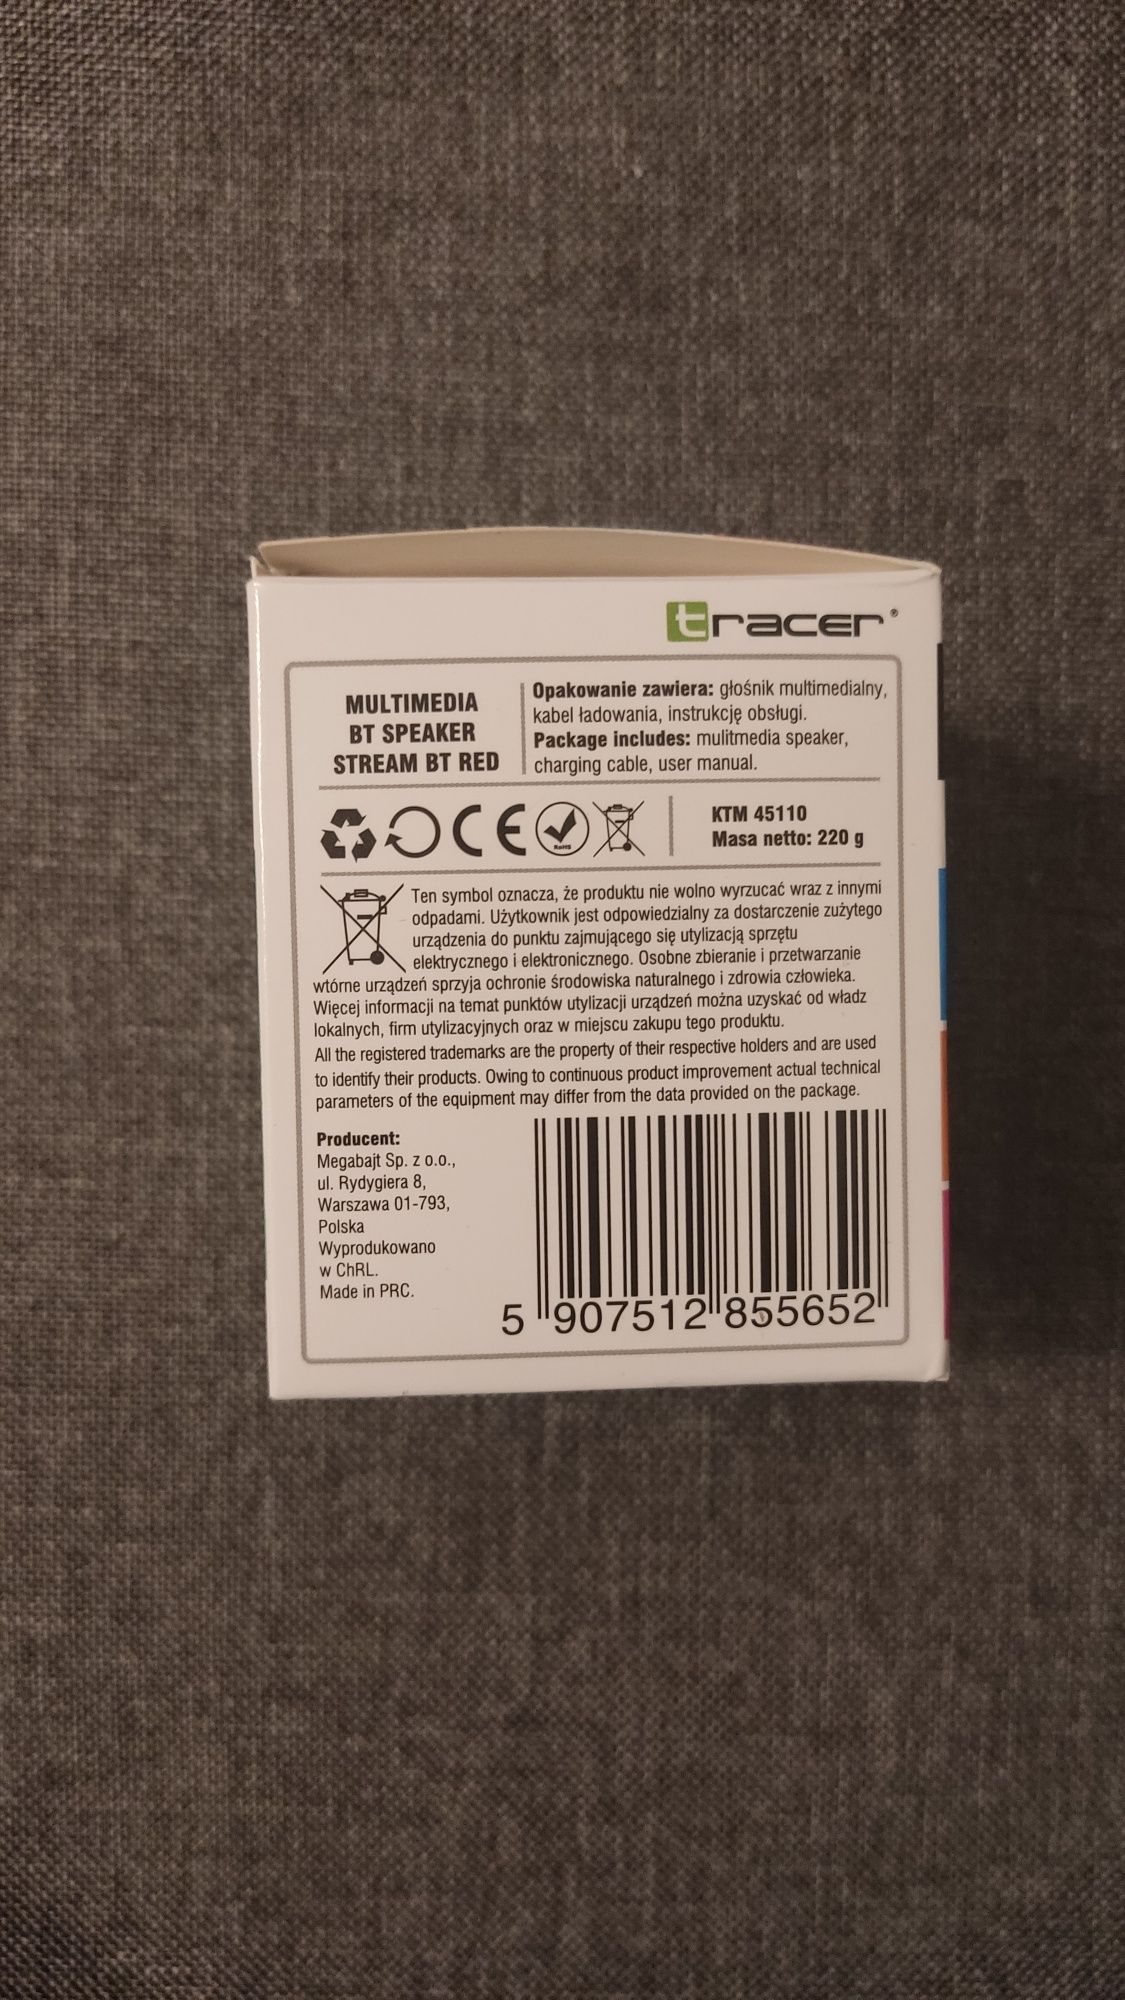 tracer
MULTIMEDIA
BT SPEAKER
STREAM BT RED
Opakowanie zawiera: głośnik multimedialny,
kabel ładowania, instrukcję obsługi.
Package includes: mulitmedia speaker,
charging cable, user manual.
CE
RoHS
KTM 45110
Masa netto: 220 g
Ten symbol oznacza, że produktu nie wolno wyrzucać wraz z innymi
odpadami. Użytkownik jest odpowiedzialny za dostarczenie zużytego
urządzenia do punktu zajmującego się utylizacją sprzętu
elektrycznego i elektronicznego. Osobne zbieranie i przetwarzanie
wtórne urządzeń sprzyja ochronie środowiska naturalnego i zdrowia człowieka.
Więcej informacji na temat punktów utylizacji urządzeń można uzyskać od władz
lokalnych, firm utylizacyjnych oraz w miejscu zakupu tego produktu.
All the registered trademarks are the property of their respective holders and are used
to identify their products. Owing to continuous product improvement actual technical
parameters of the equipment may differ from the data provided on the package.
Producent:
Megabajt Sp. z o.o.,
ul. Rydygiera 8,
Warszawa 01-793,
Polska
Wyprodukowano
w ChRL.
Made in PRC.
5 907512 855652